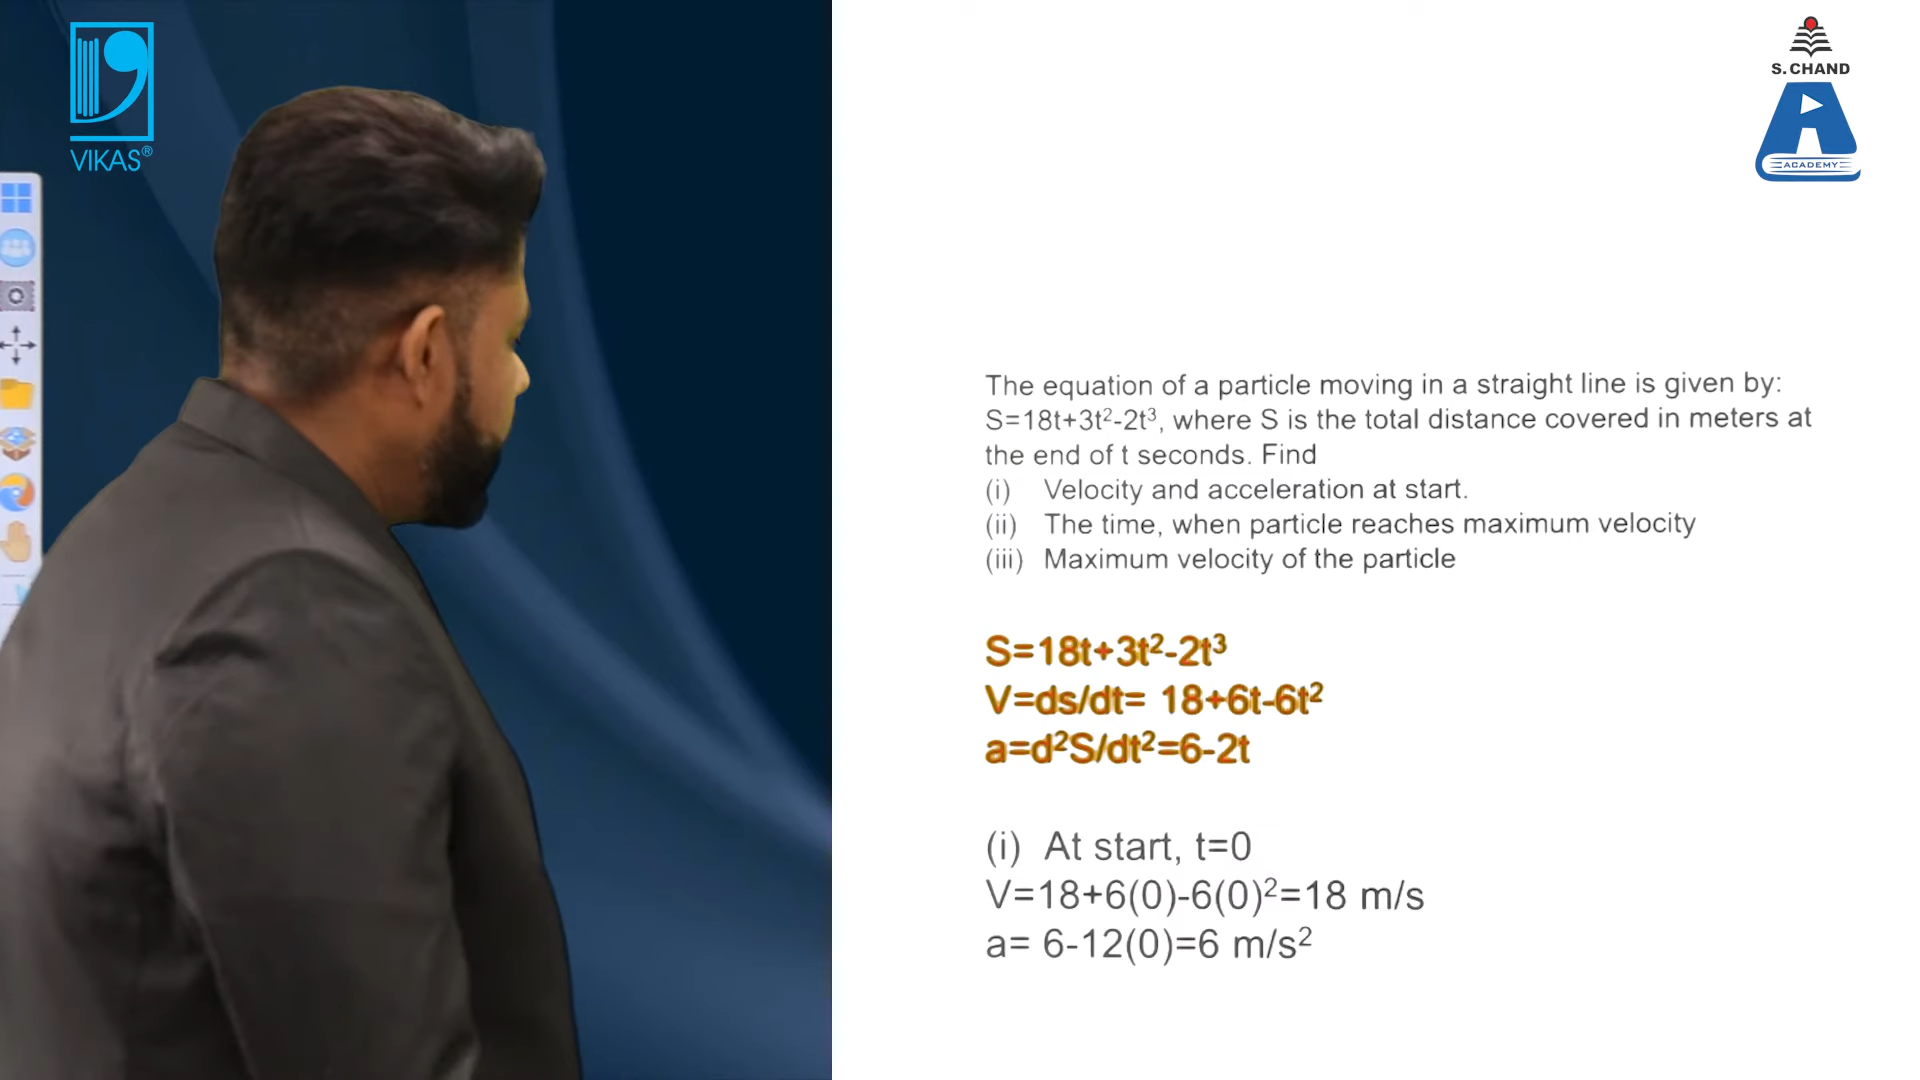 VIKAS®
S. CHAND
ACADEMY
The equation of a particle moving in a straight line is given by:
S=18t+3t²-2t³, where S is the total distance covered in meters at
the end of t seconds. Find
(i) Velocity and acceleration at start.
(ii) The time, when particle reaches maximum velocity
(iii) Maximum velocity of the particle
S=18t+3t²-2t³
V=ds/dt= 18+6t-6t²
a=d²S/dt²=6-2t
(i) At start, t=0
V=18+6(0)-6(0)²=18 m/s
a= 6-12(0)=6 m/s²